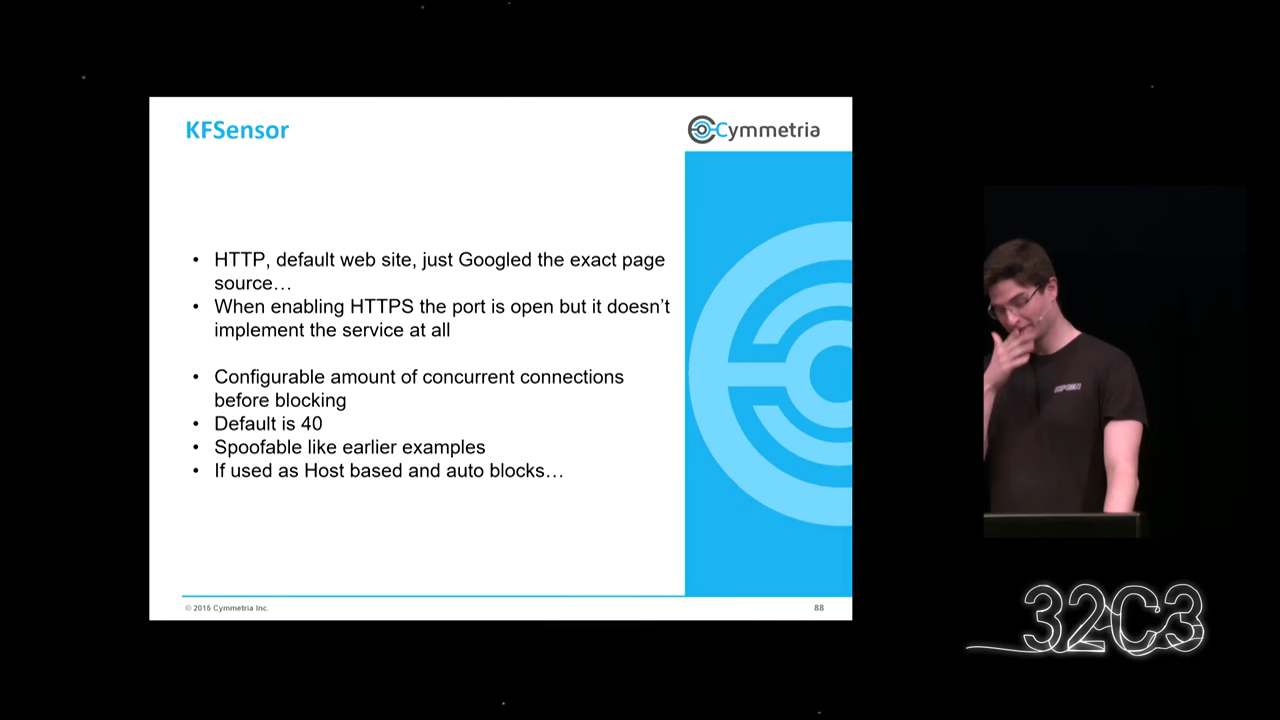 KFSensor
Cymmetria
• HTTP, default web site, just Googled the exact page
source…
• When enabling HTTPS the port is open but it doesn't
implement the service at all
• Configurable amount of concurrent connections
before blocking
• Default is 40
• Spoofable like earlier examples
• If used as Host based and auto blocks…
© 2015 Cymmetria Inc.
88
32C3